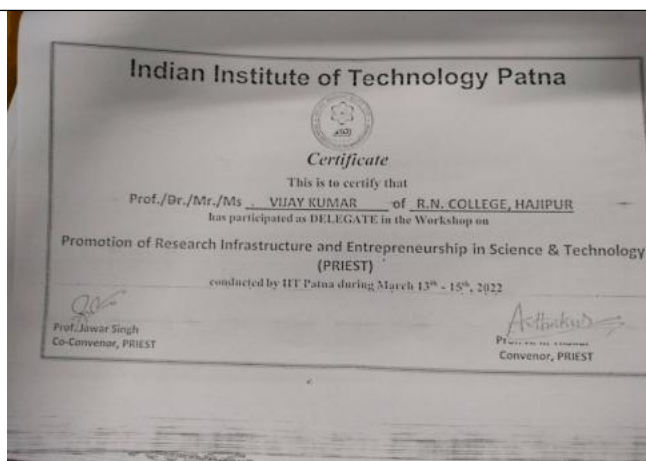 Indian Institute of Technology Patna
Certificate
This is to certify that
Prof./Dr./Mr./Ms . VIJAY KUMAR of R.N. COLLEGE, HAJIPUR
has participated as DELEGATE in the Workshop on
Promotion of Research Infrastructure and Entrepreneurship in Science & Technology
(PRIEST)
conducted by IIT Patna during March 13th - 15th, 2022
Prof. Jawar Singh
Co-Convenor, PRIEST
Convenor, PRIEST